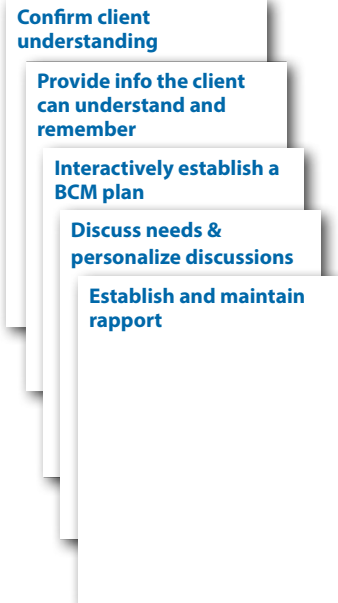 Confirm client
understanding
Provide info the client
can understand and
remember
Interactively establish a
BCM plan
Discuss needs &
personalize discussions
Establish and maintain
rapport